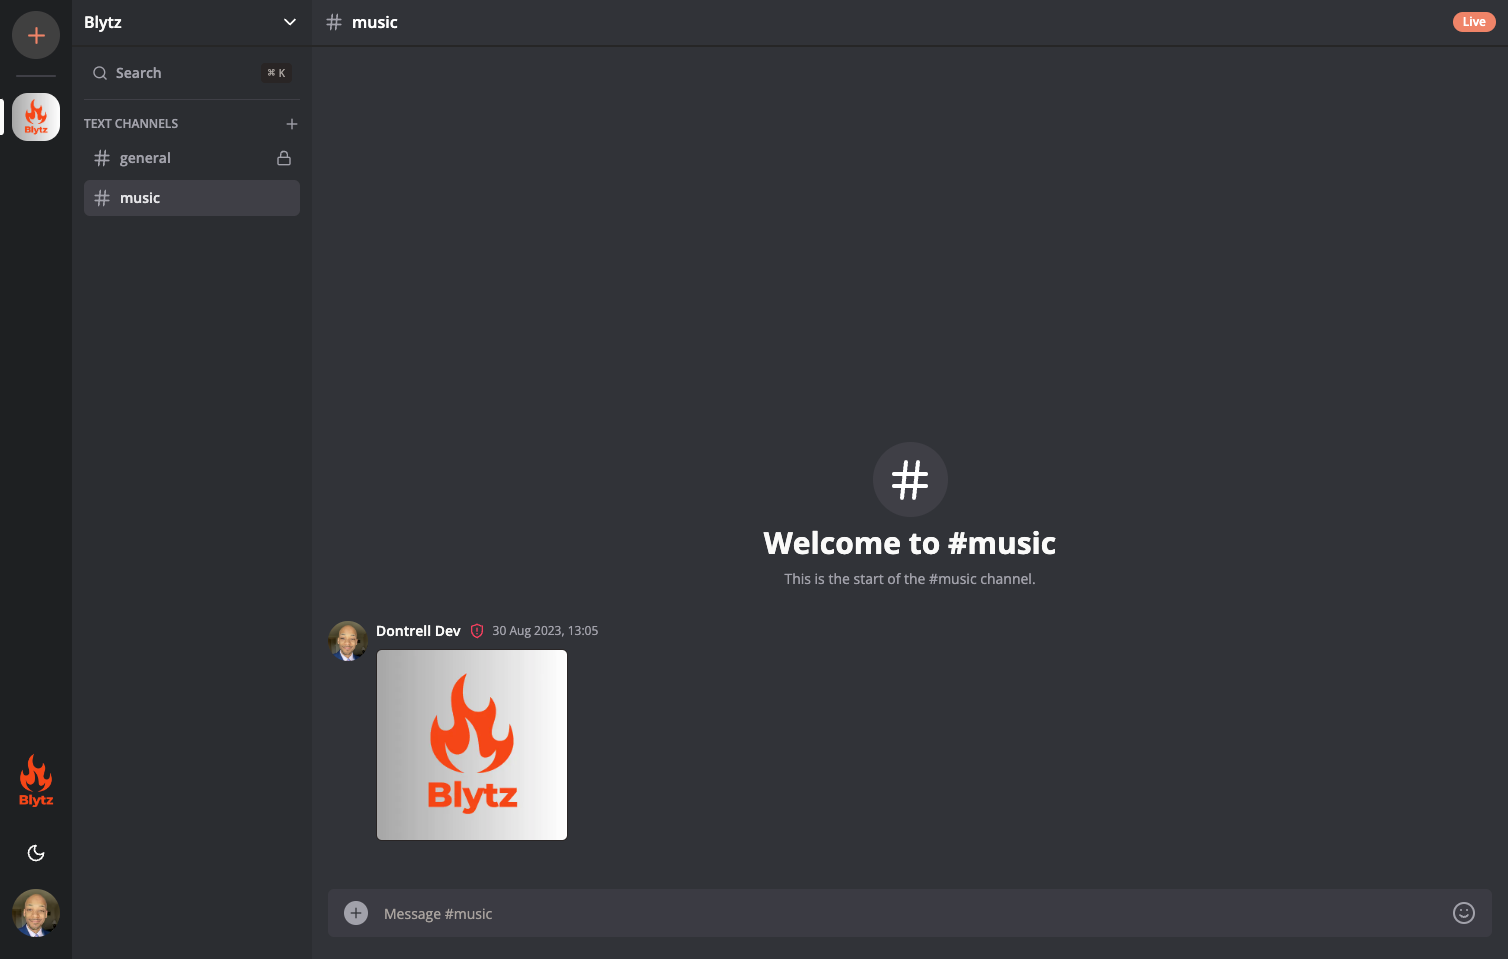 Blytz
Search
⌘ K
TEXT CHANNELS
general
music
Blytz
Blytz
music
Live
Welcome to #music
This is the start of the #music channel.
Dontrell Dev
30 Aug 2023, 13:05
Blytz
Message #music